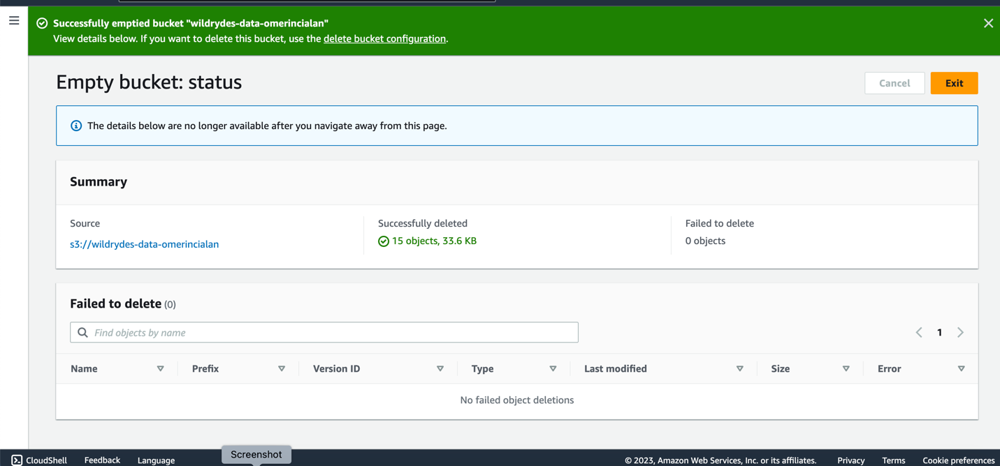 Successfully emptied bucket "wildrydes-data-omerincialan"
View details below. If you want to delete this bucket, use the delete bucket configuration.
Empty bucket: status
Cancel
Exit
The details below are no longer available after you navigate away from this page.
Summary
Source
s3://wildrydes-data-omerincialan
Successfully deleted
15 objects, 33.6 KB
Failed to delete
0 objects
Failed to delete (0)
Find objects by name
1
Name Prefix Version ID Type Last modified Size Error
No failed object deletions
Screenshot
CloudShell Feedback Language © 2023, Amazon Web Services, Inc. or its affiliates. Privacy Terms Cookie preferences